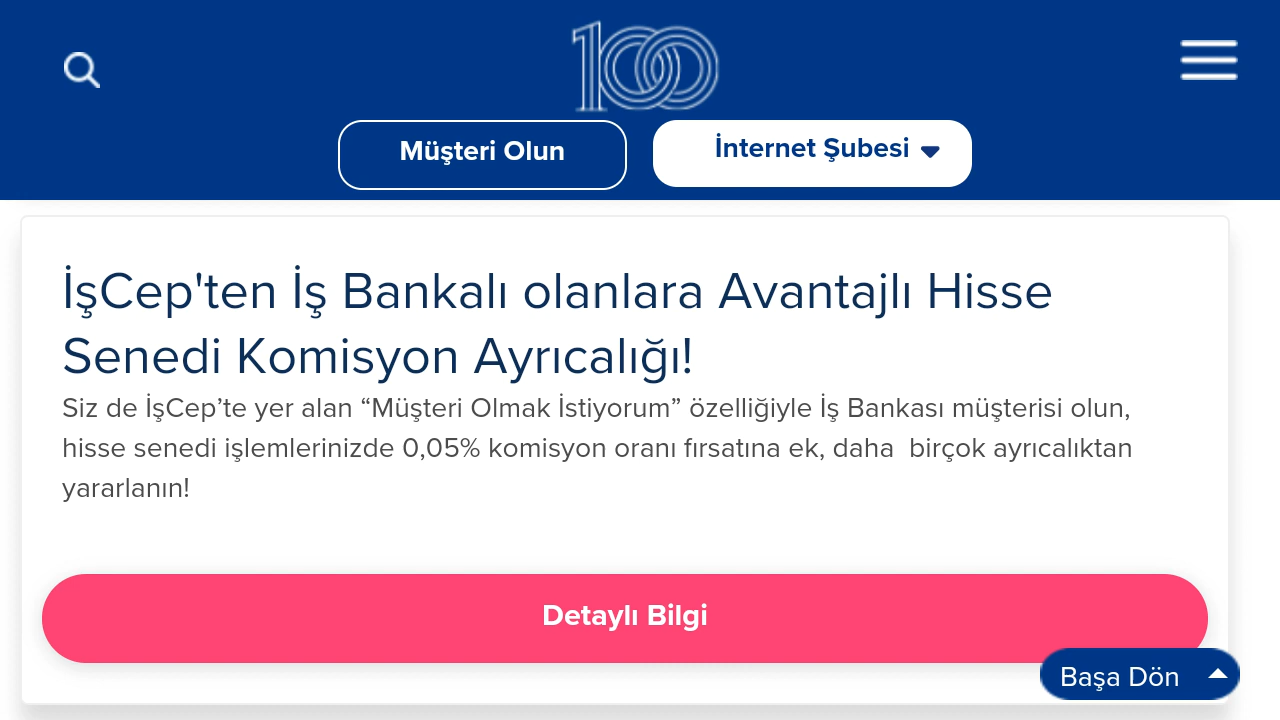 100
Müşteri Olun
İnternet Şubesi
İşCep'ten İş Bankalı olanlara Avantajlı Hisse
Senedi Komisyon Ayrıcalığı!
Siz de İşCep’te yer alan “Müşteri Olmak İstiyorum” özelliğiyle İş Bankası müşterisi olun,
hisse senedi işlemlerinizde 0,05% komisyon oranı fırsatına ek, daha  birçok ayrıcalıktan
yararlanın!
Detaylı Bilgi
Başa Dön